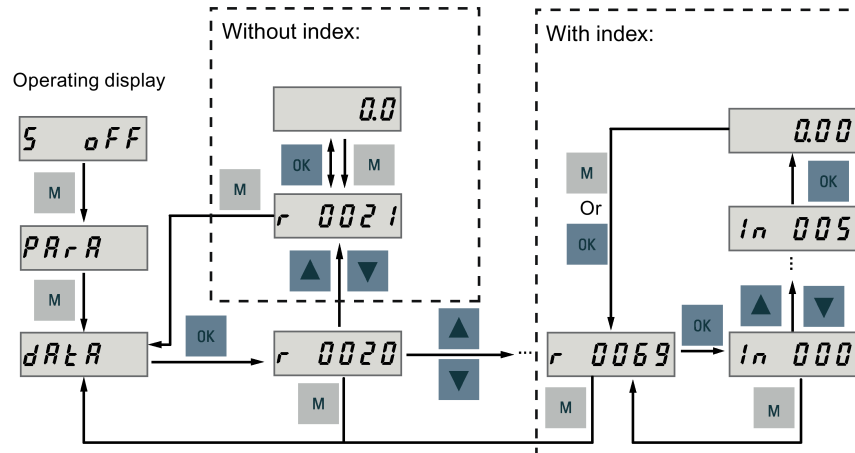 Without index:
With index:
Operating display
0.0
0.00
S oFF
OK
M
M
OK
M
M
Or
r 0021
In 005
PArA
OK
M
OK
OK
dAtA
r 0020
r 0069
In 000
M
M
M